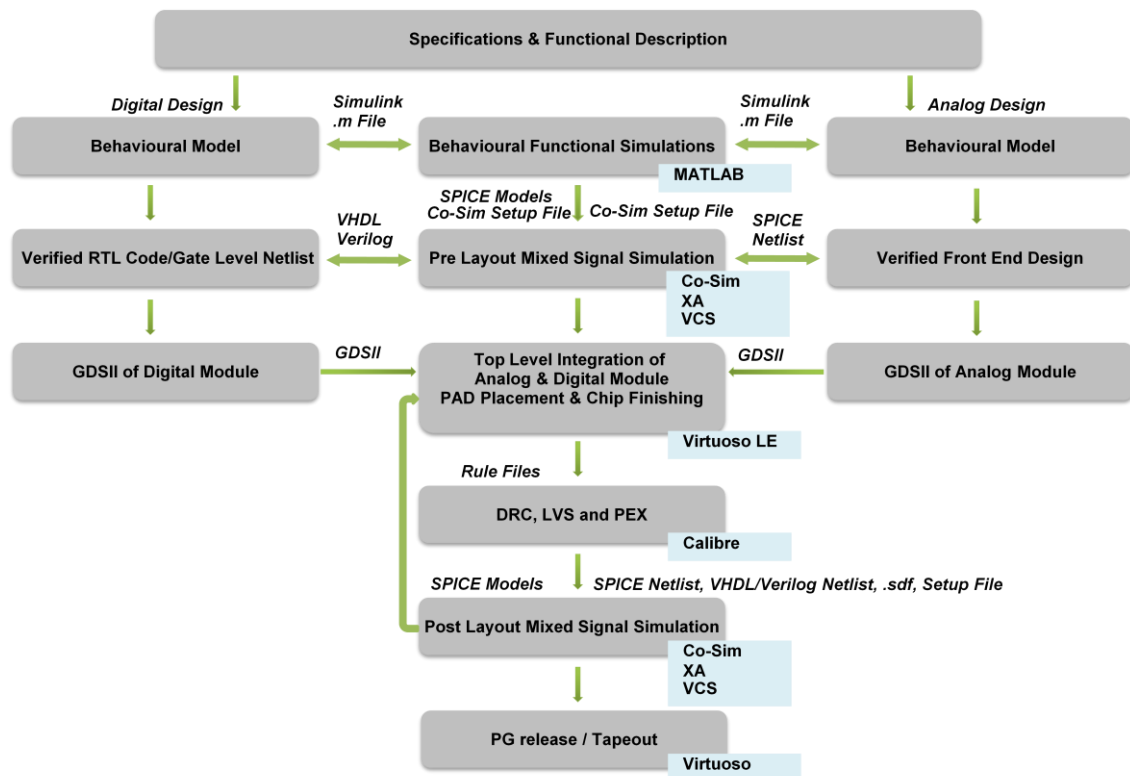 Specifications & Functional Description
Digital Design
Simulink
.m File
Simulink
.m File
Analog Design
Behavioural Model
Behavioural Functional Simulations
Behavioural Model
MATLAB
SPICE Models
Co-Sim Setup File
Co-Sim Setup File
VHDL
Verilog
SPICE
Netlist
Verified RTL Code/Gate Level Netlist
Pre Layout Mixed Signal Simulation
Verified Front End Design
Co-Sim
XA
VCS
GDSII of Digital Module
GDSII
Top Level Integration of
Analog & Digital Module
PAD Placement & Chip Finishing
GDSII
GDSII of Analog Module
Virtuoso LE
Rule Files
DRC, LVS and PEX
Calibre
SPICE Models
SPICE Netlist, VHDL/Verilog Netlist, .sdf, Setup File
Post Layout Mixed Signal Simulation
Co-Sim
XA
VCS
PG release / Tapeout
Virtuoso